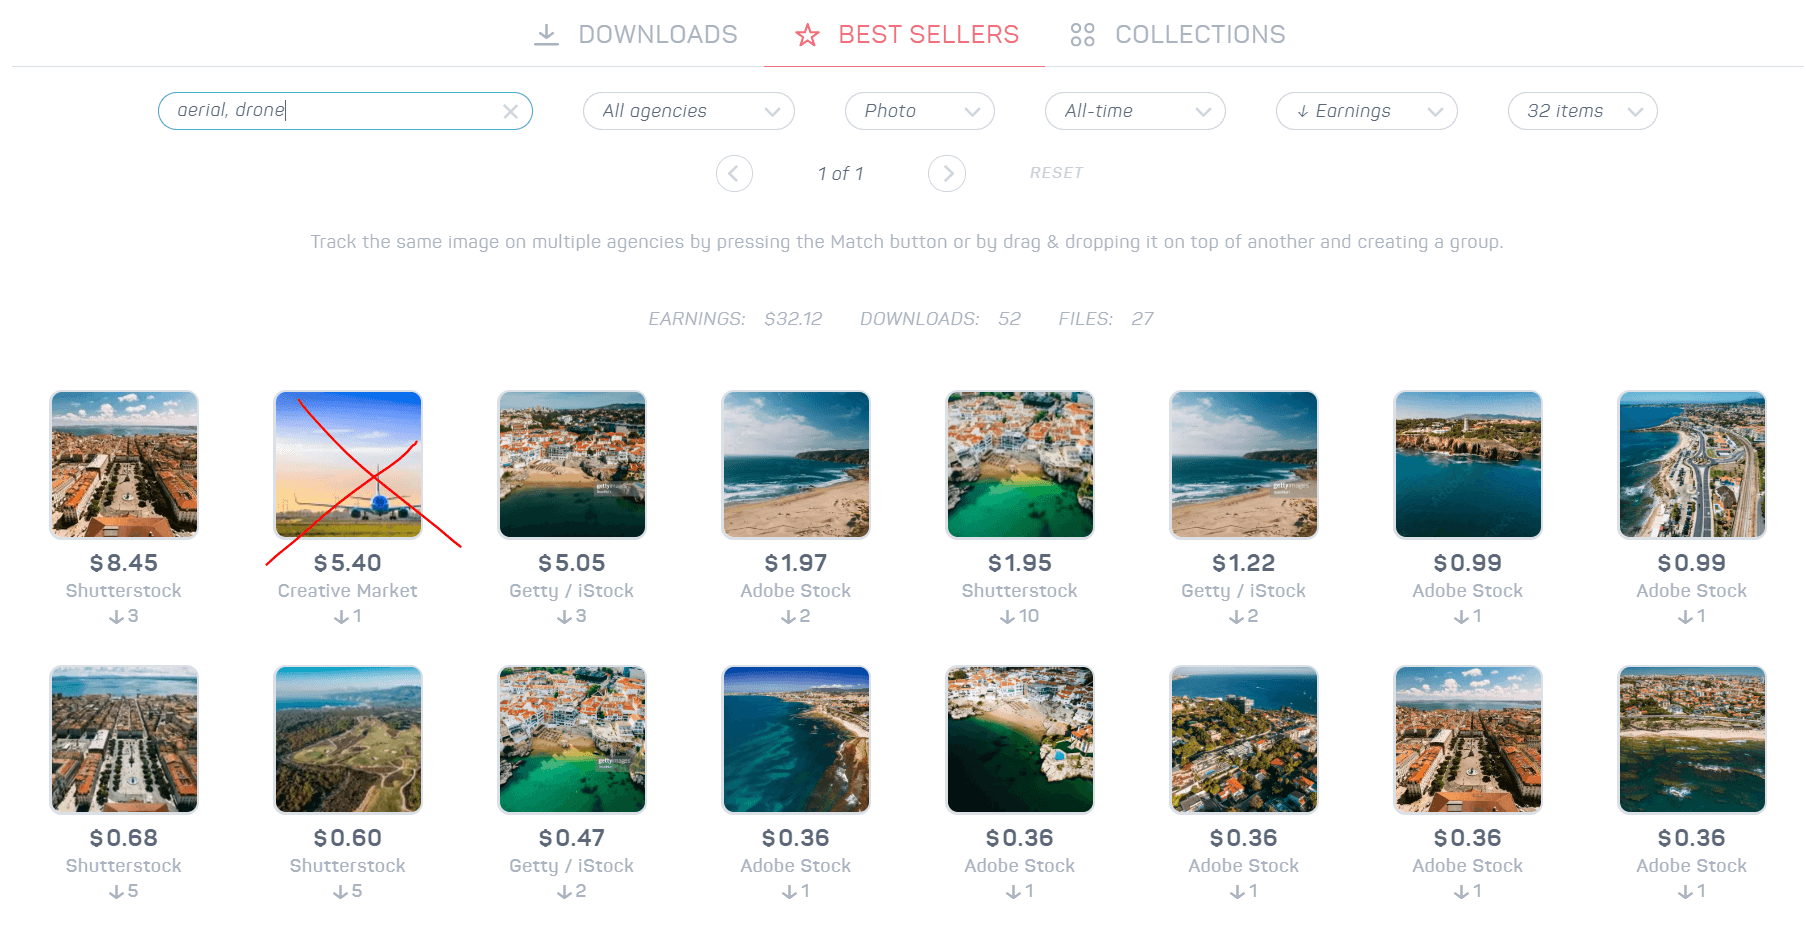 DOWNLOADS BEST SELLERS COLLECTIONS
aerial, drone All agencies Photo All-time ↓ Earnings 32 items
1 of 1 RESET
Track the same image on multiple agencies by pressing the Match button or by drag & dropping it on top of another and creating a group.
EARNINGS: $32.12 DOWNLOADS: 52 FILES: 27
gettyimages
gettyimages
$8.45 $5.40 $5.05 $1.97 $1.95 $1.22 $0.99 $0.99
Shutterstock Creative Market Getty / iStock Adobe Stock Shutterstock Getty / iStock Adobe Stock Adobe Stock
↓3 ↓1 ↓3 ↓2 ↓10 ↓2 ↓1 ↓1
gettyimages
$0.68 $0.60 $0.47 $0.36 $0.36 $0.36 $0.36 $0.36
Shutterstock Shutterstock Getty / iStock Adobe Stock Adobe Stock Adobe Stock Adobe Stock Adobe Stock
↓5 ↓5 ↓2 ↓1 ↓1 ↓1 ↓1 ↓1